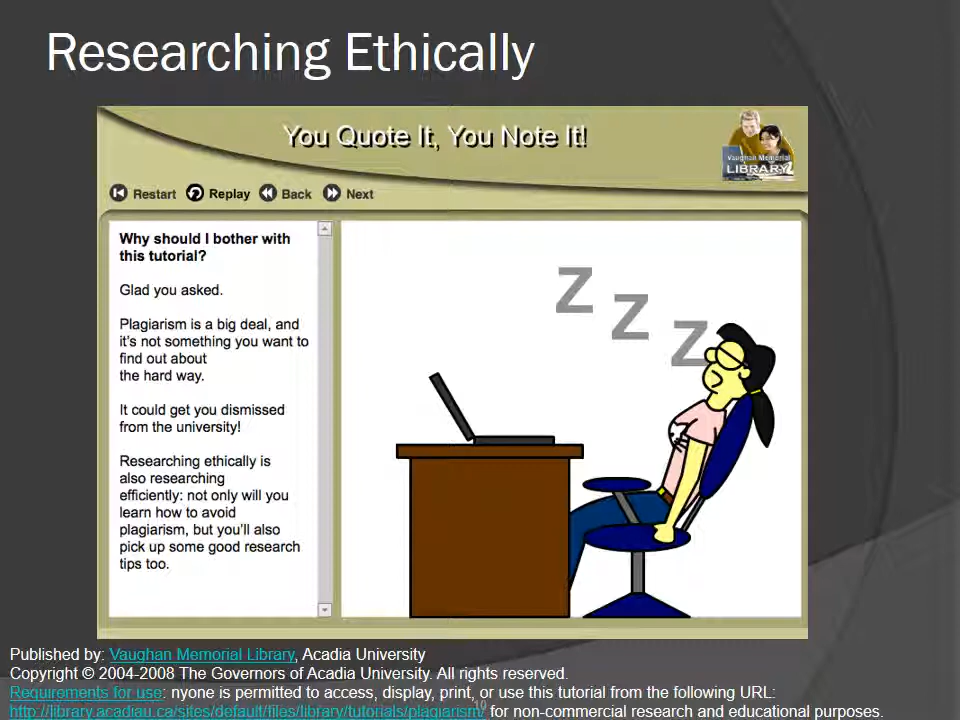 Researching Ethically
You Quote It, You Note It!
Vaughan Memorial
LIBRARY
Restart Replay Back Next
Why should I bother with
this tutorial?
Glad you asked.
Plagiarism is a big deal, and
it's not something you want to
find out about
the hard way.
It could get you dismissed
from the university!
Researching ethically is
also researching
efficiently: not only will you
learn how to avoid
plagiarism, but you'll also
pick up some good research
tips too.
Z
Z
Z
Published by: Vaughan Memorial Library, Acadia University
Copyright © 2004-2008 The Governors of Acadia University. All rights reserved.
Requirements for use: nyone is permitted to access, display, print, or use this tutorial from the following URL:
http://library.acadiau.ca/sites/default/files/library/tutorials/plagiarism/ for non-commercial research and educational purposes.
19